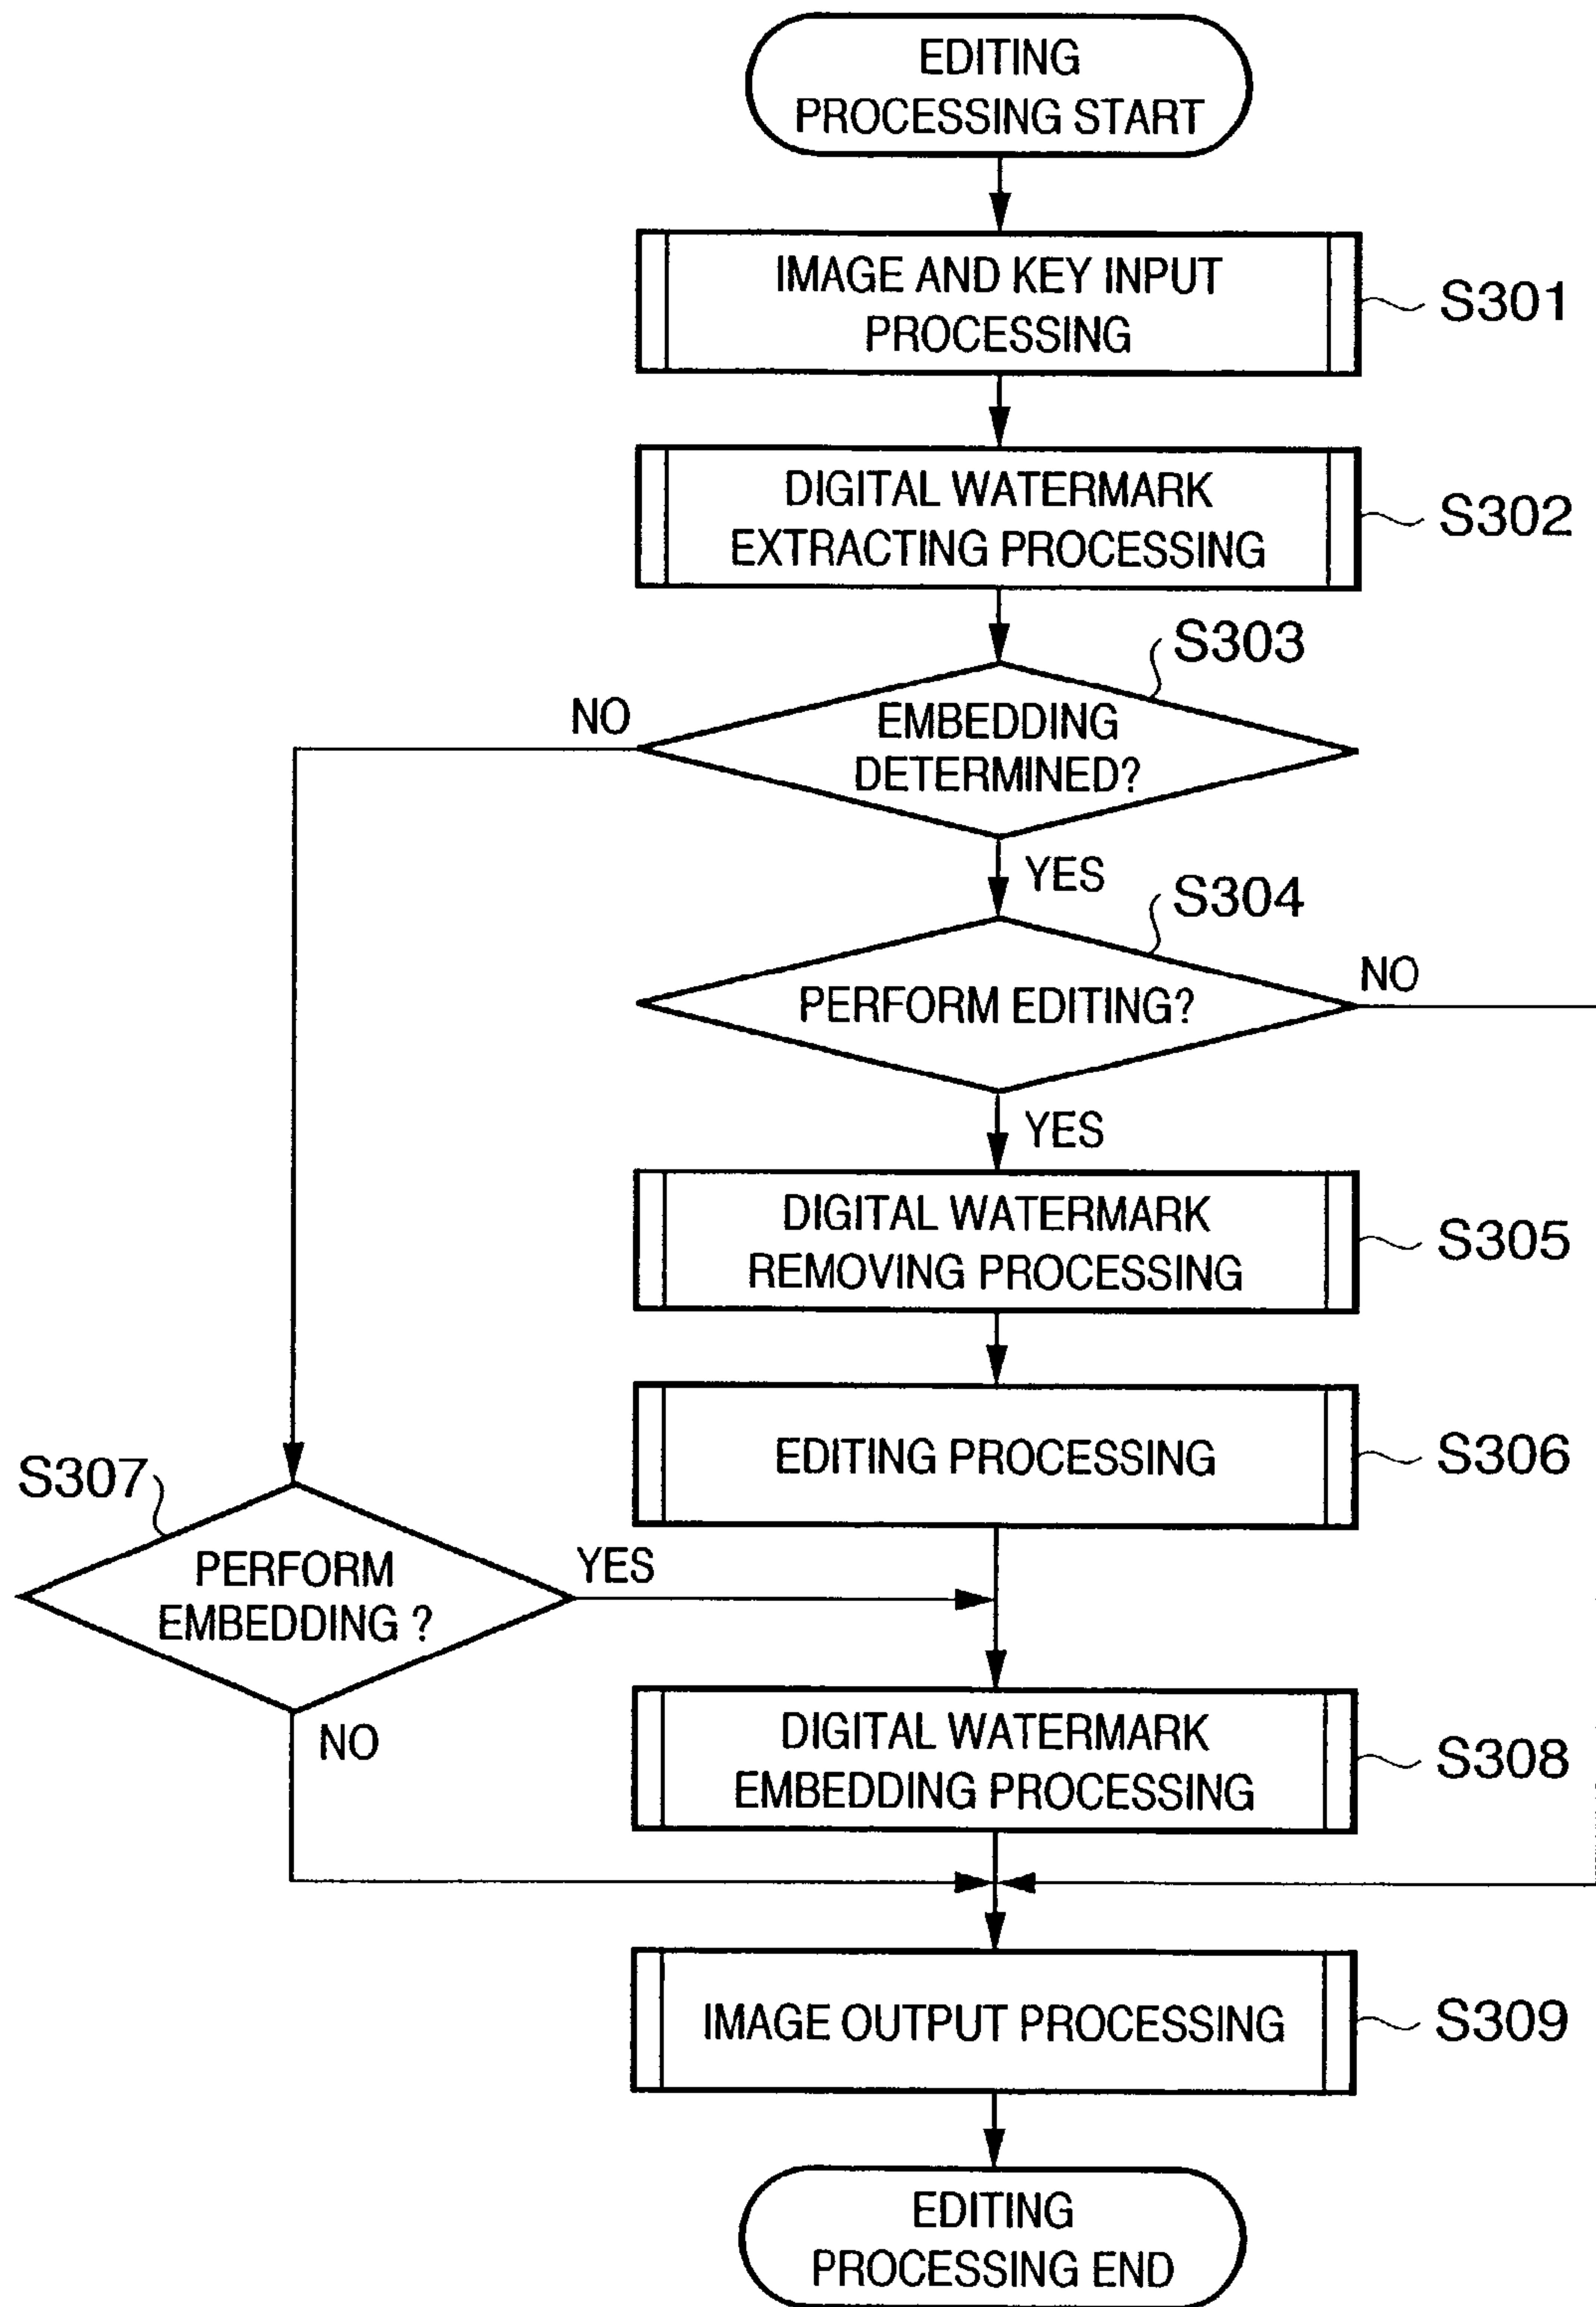 EDITING
PROCESSING START
IMAGE AND KEY INPUT
PROCESSING
S301
DIGITAL WATERMARK
EXTRACTING PROCESSING
S302
S303
NO
EMBEDDING
DETERMINED?
YES
S304
NO
PERFORM EDITING?
YES
DIGITAL WATERMARK
REMOVING PROCESSING
S305
EDITING PROCESSING
S306
S307
PERFORM
EMBEDDING ?
YES
NO
DIGITAL WATERMARK
EMBEDDING PROCESSING
S308
IMAGE OUTPUT PROCESSING
S309
EDITING
PROCESSING END